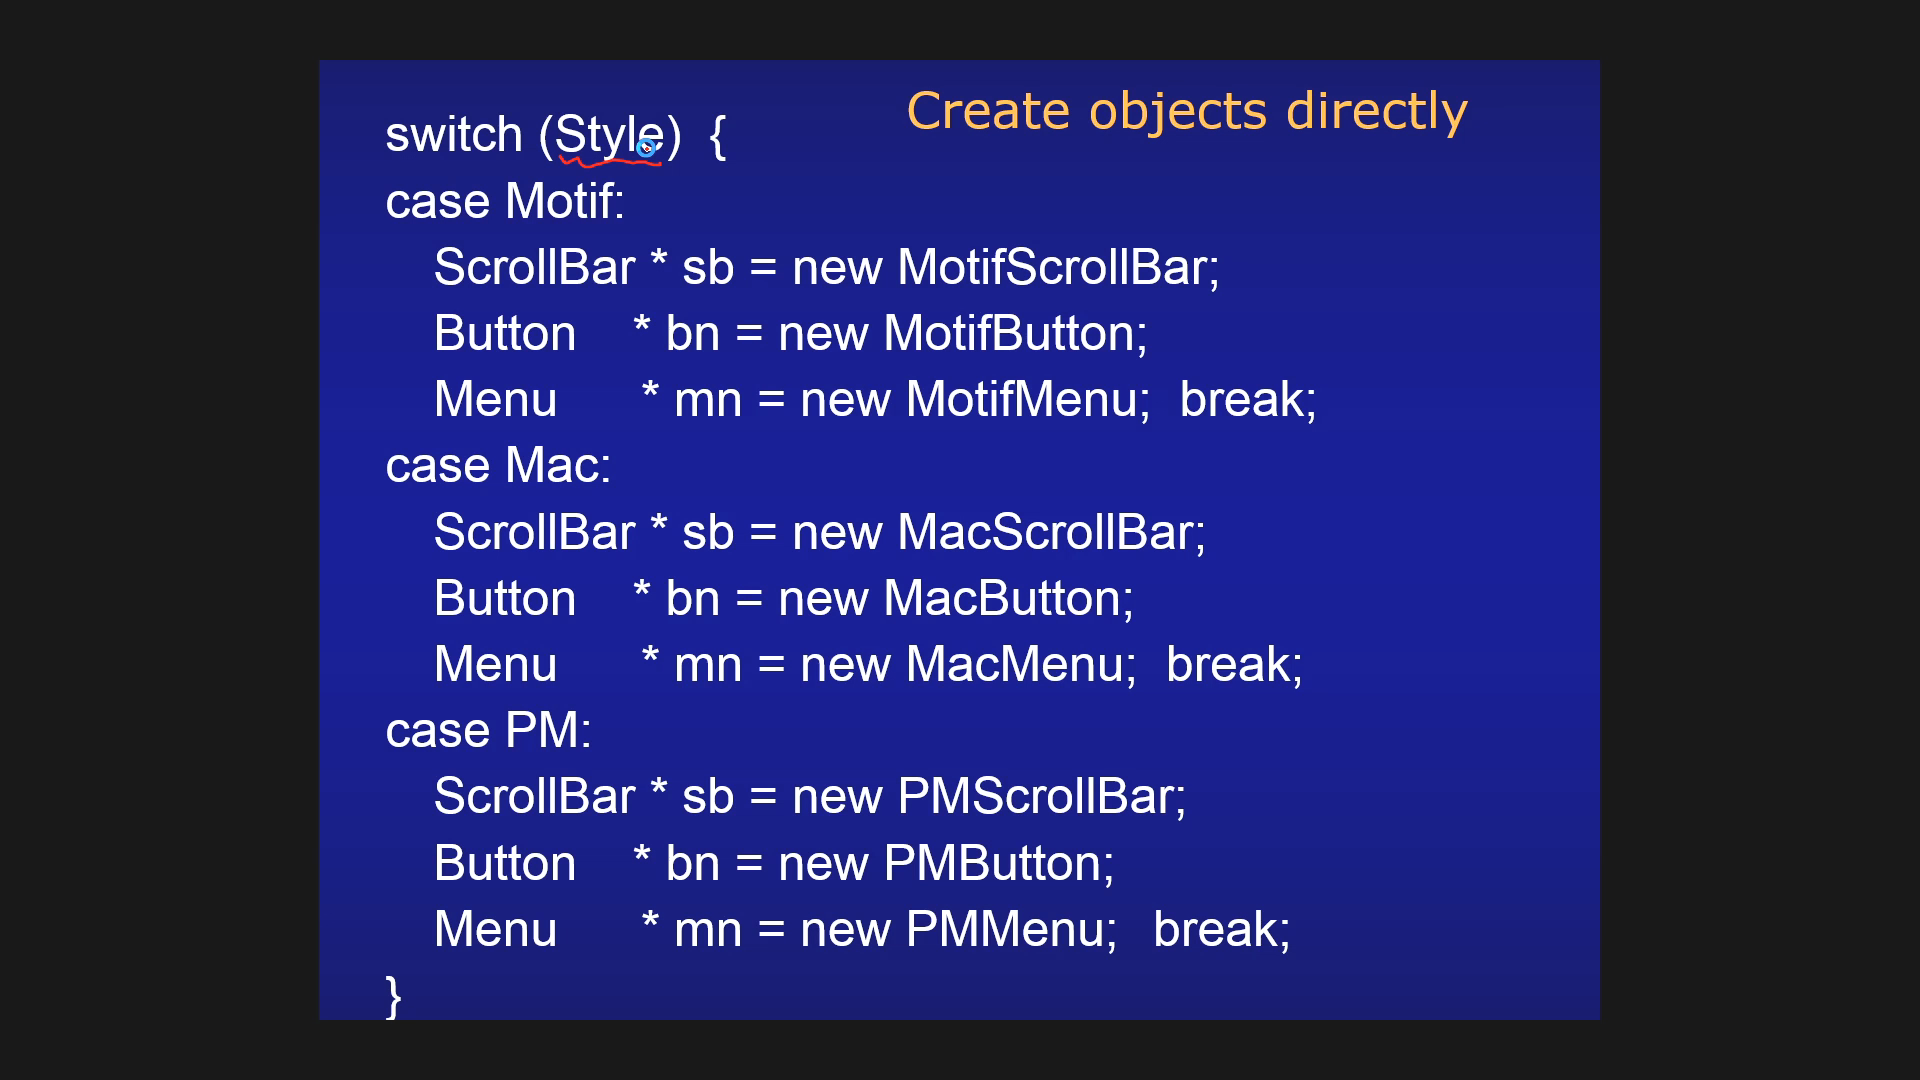 Create objects directly
switch (Style) {
case Motif:
ScrollBar * sb = new MotifScrollBar;
Button * bn = new MotifButton;
Menu * mn = new MotifMenu; break;
case Mac:
ScrollBar * sb = new MacScrollBar;
Button * bn = new MacButton;
Menu * mn = new MacMenu; break;
case PM:
ScrollBar * sb = new PMScrollBar;
Button * bn = new PMButton;
Menu * mn = new PMMenu; break;
}